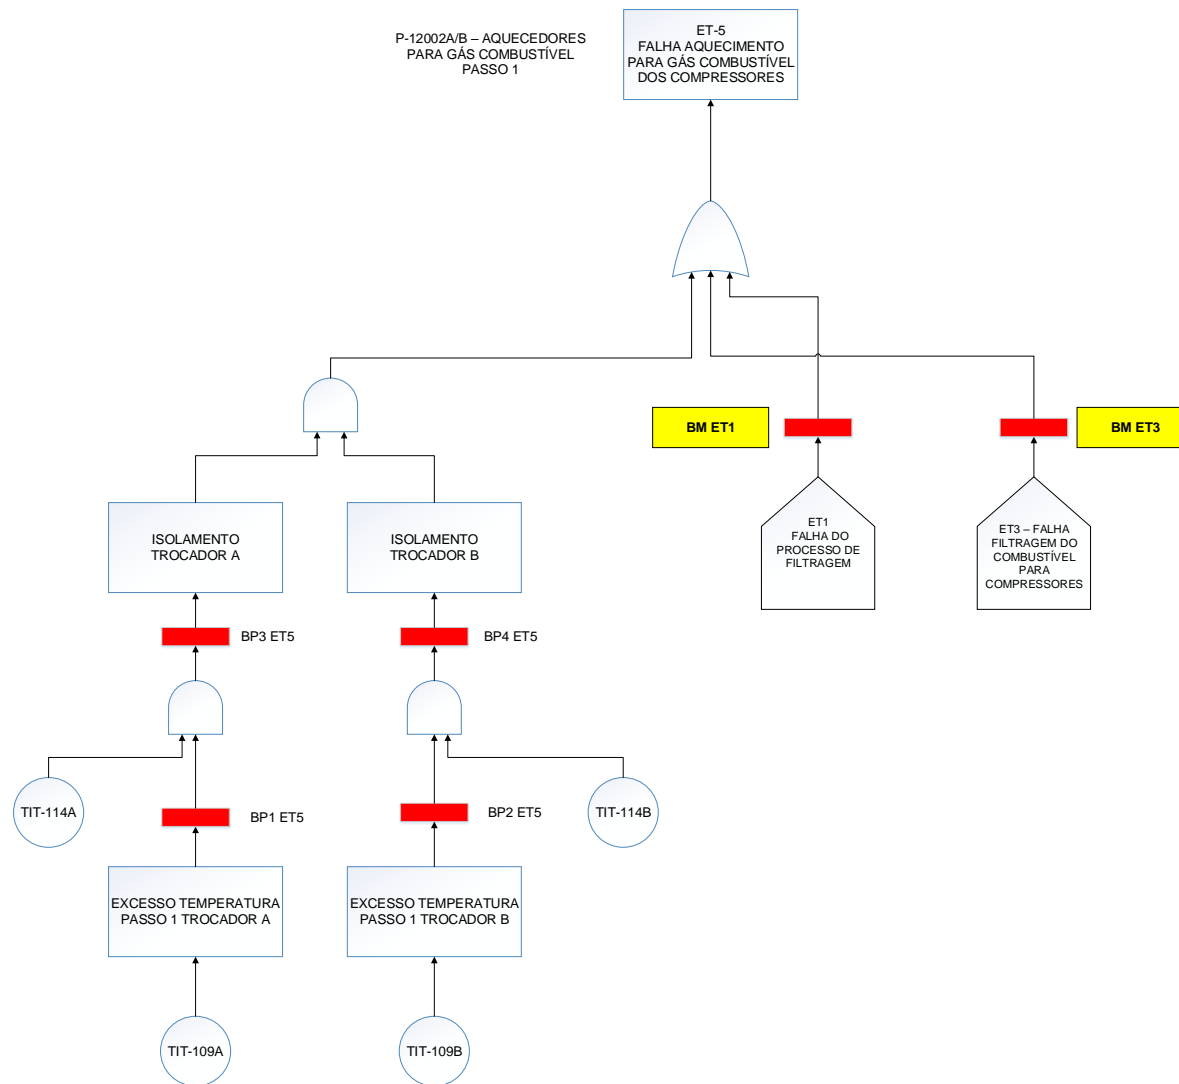 P-12002A/B – AQUECEDORES
PARA GÁS COMBUSTÍVEL
PASSO 1
ET-5
FALHA AQUECIMENTO
PARA GÁS COMBUSTÍVEL
DOS COMPRESSORES
BM ET1
BM ET3
ISOLAMENTO
TROCADOR A
ISOLAMENTO
TROCADOR B
ET1
FALHA DO
PROCESSO DE
FILTRAGEM
ET3 – FALHA
FILTRAGEM DO
COMBUSTÍVEL
PARA
COMPRESSORES
BP3 ET5
BP4 ET5
TIT-114A
BP1 ET5
BP2 ET5
TIT-114B
EXCESSO TEMPERATURA
PASSO 1 TROCADOR A
EXCESSO TEMPERATURA
PASSO 1 TROCADOR B
TIT-109A
TIT-109B